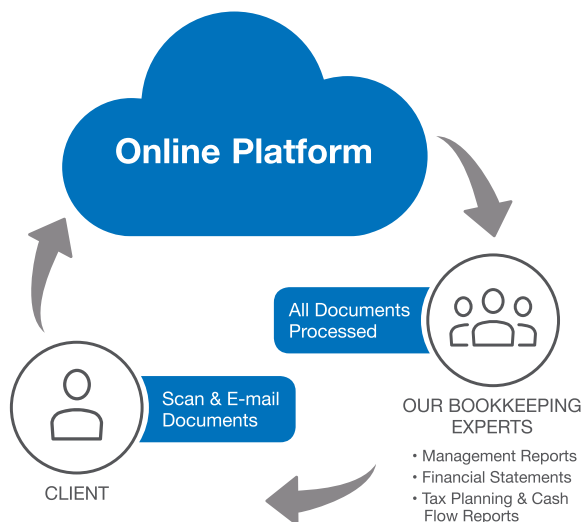 Online Platform
All Documents
Processed
Scan & E-mail
Documents
OUR BOOKKEEPING
EXPERTS
• Management Reports
• Financial Statements
• Tax Planning & Cash
Flow Reports
CLIENT